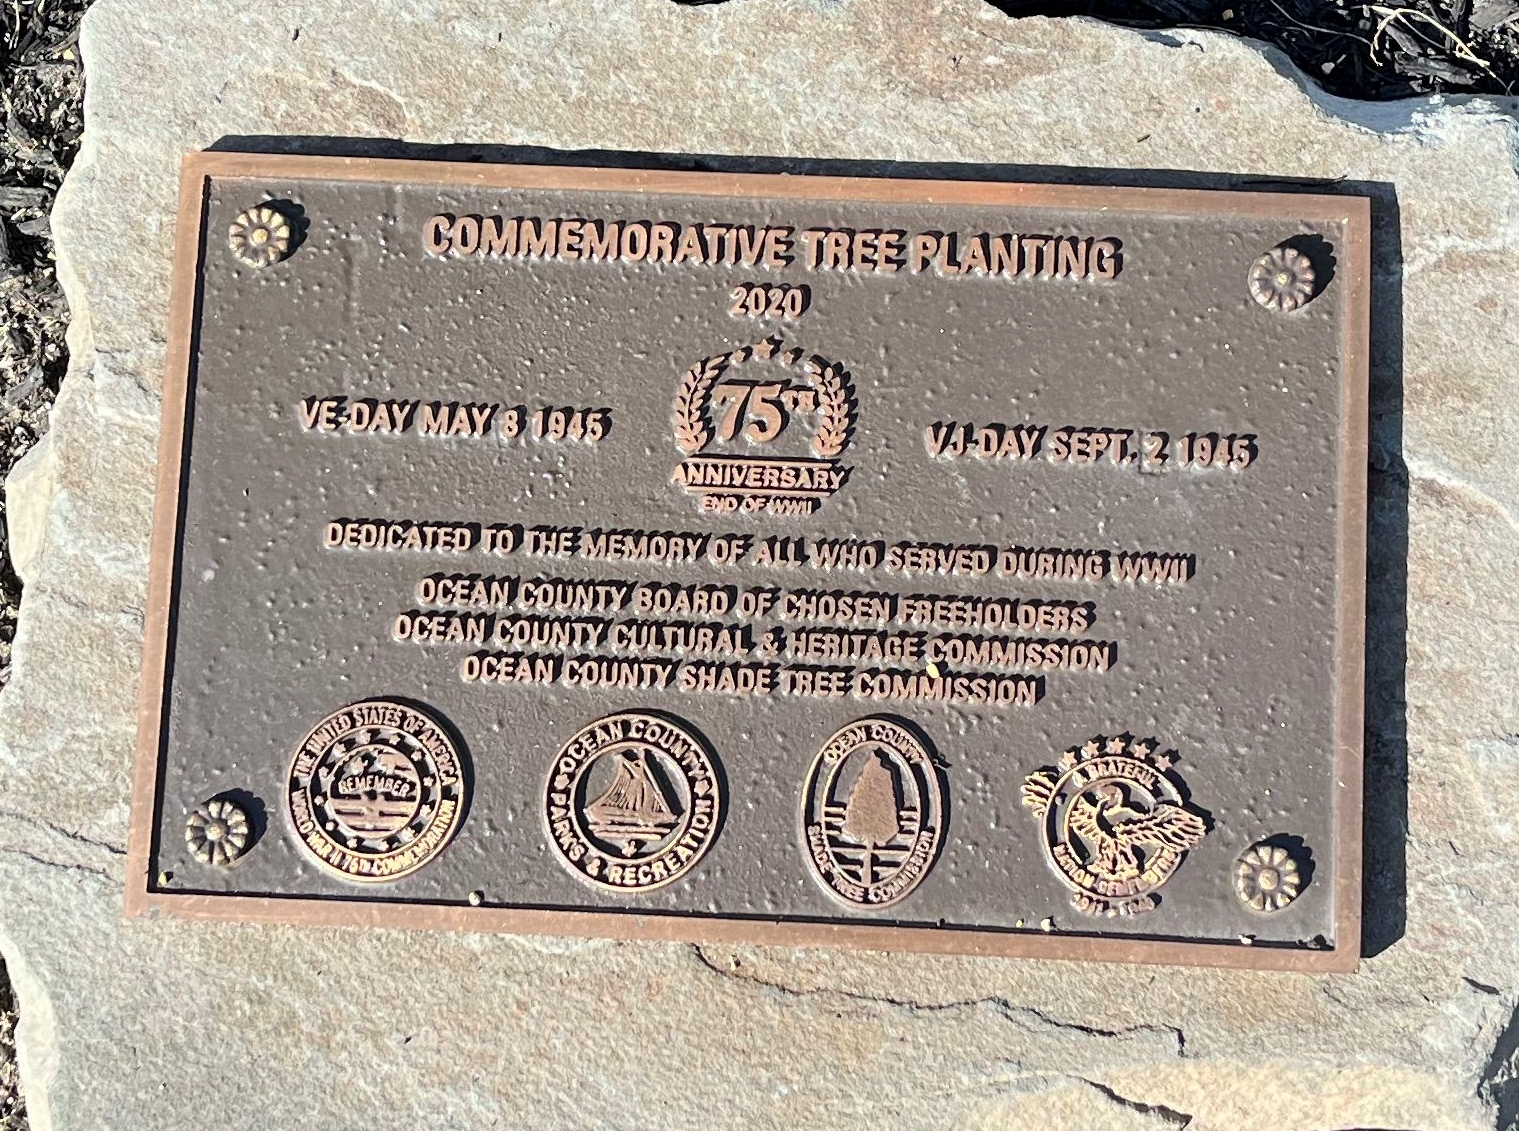 COMMEMORATIVE TREE PLANTING
2020
VE-DAY MAY 8 1945
75TH
ANNIVERSARY
END OF WWII
VJ-DAY SEPT. 2 1945
DEDICATED TO THE MEMORY OF ALL WHO SERVED DURING WWII
OCEAN COUNTY BOARD OF CHOSEN FREEHOLDERS
OCEAN COUNTY CULTURAL & HERITAGE COMMISSION
OCEAN COUNTY SHADE TREE COMMISSION
THE UNITED STATES OF AMERICA
REMEMBER
WORLD WAR II 75TH COMMEMORATION
OCEAN COUNTY
PARKS & RECREATION
OCEAN COUNTY
SHADE TREE COMMISSION
A GRATEFUL
NATION